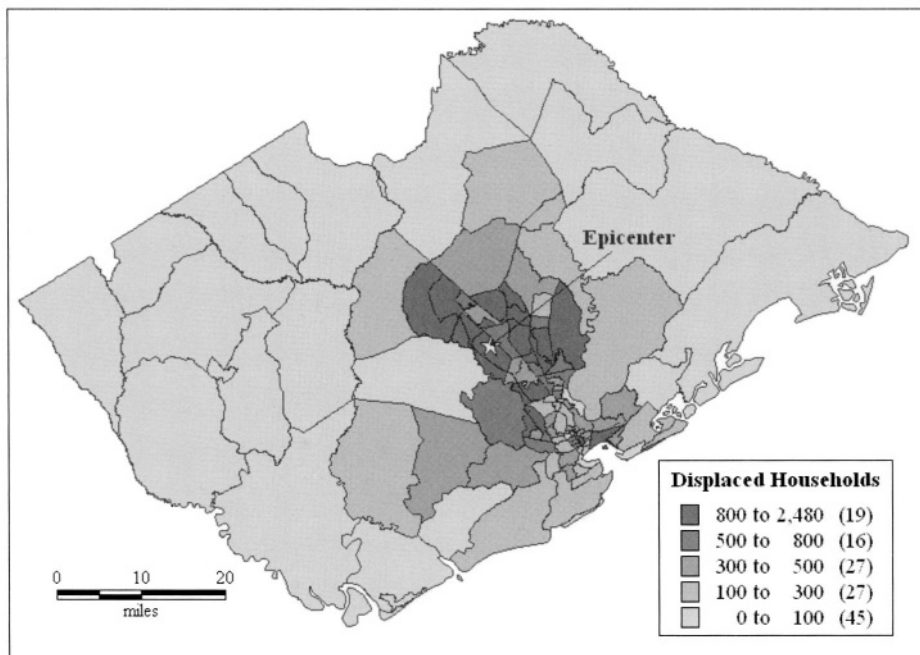 Epicenter
Displaced Households
800 to 2,480 (19)
500 to 800 (16)
300 to 500 (27)
100 to 300 (27)
0 to 100 (45)
0 10 20
miles